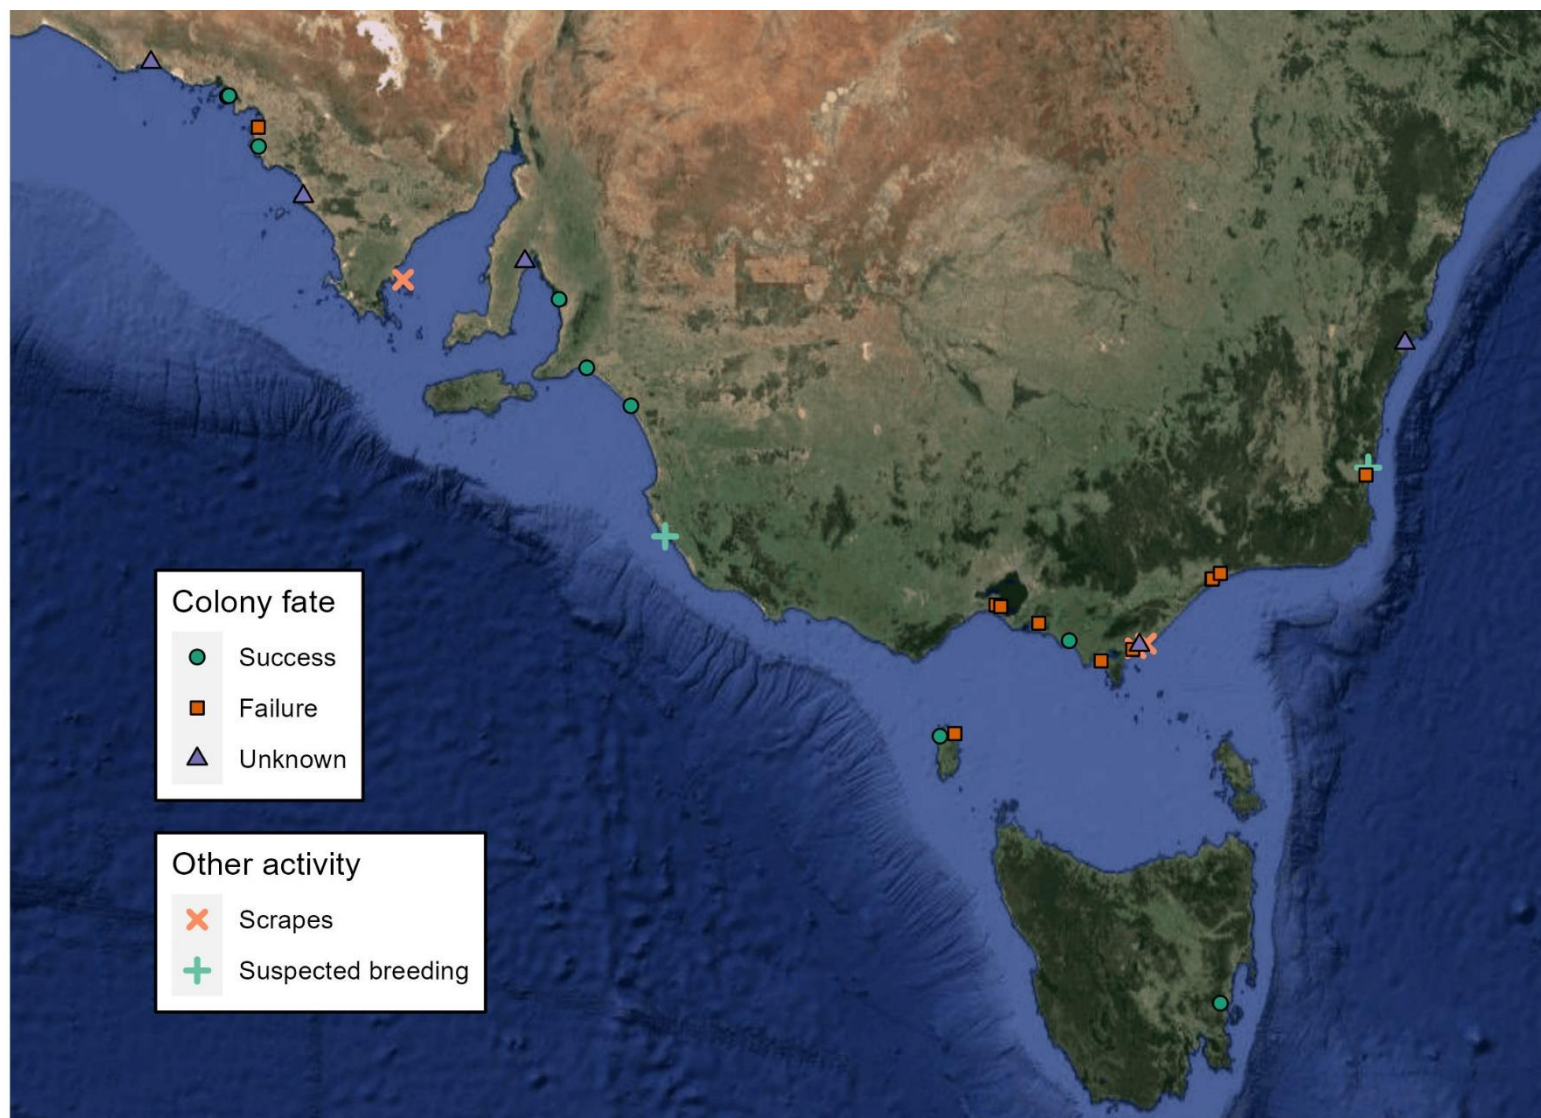 Colony fate
Success
Failure
Unknown
Other activity
Scrapes
Suspected breeding